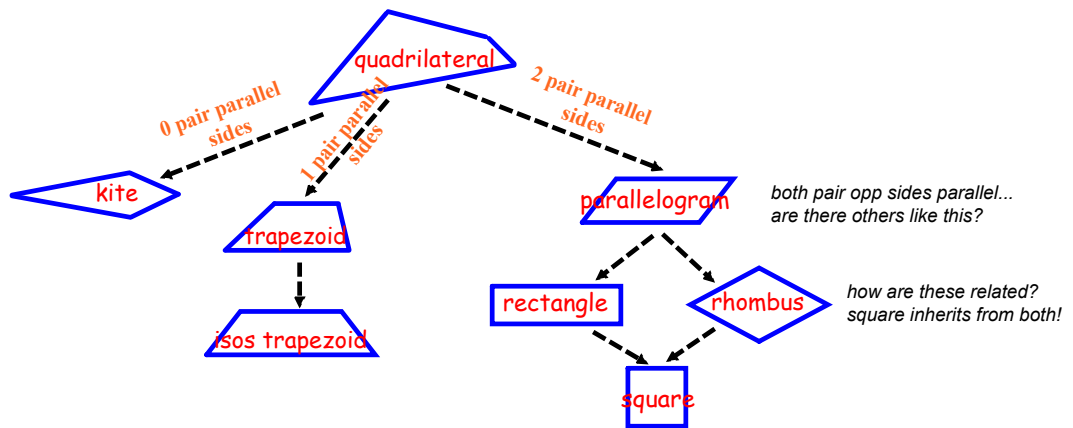 quadrilateral
0 pair parallel
sides
1 pair parallel
sides
2 pair parallel
sides
kite
trapezoid
parallelogram
both pair opp sides parallel...
are there others like this?
isos trapezoid
rectangle
rhombus
how are these related?
square inherits from both!
square